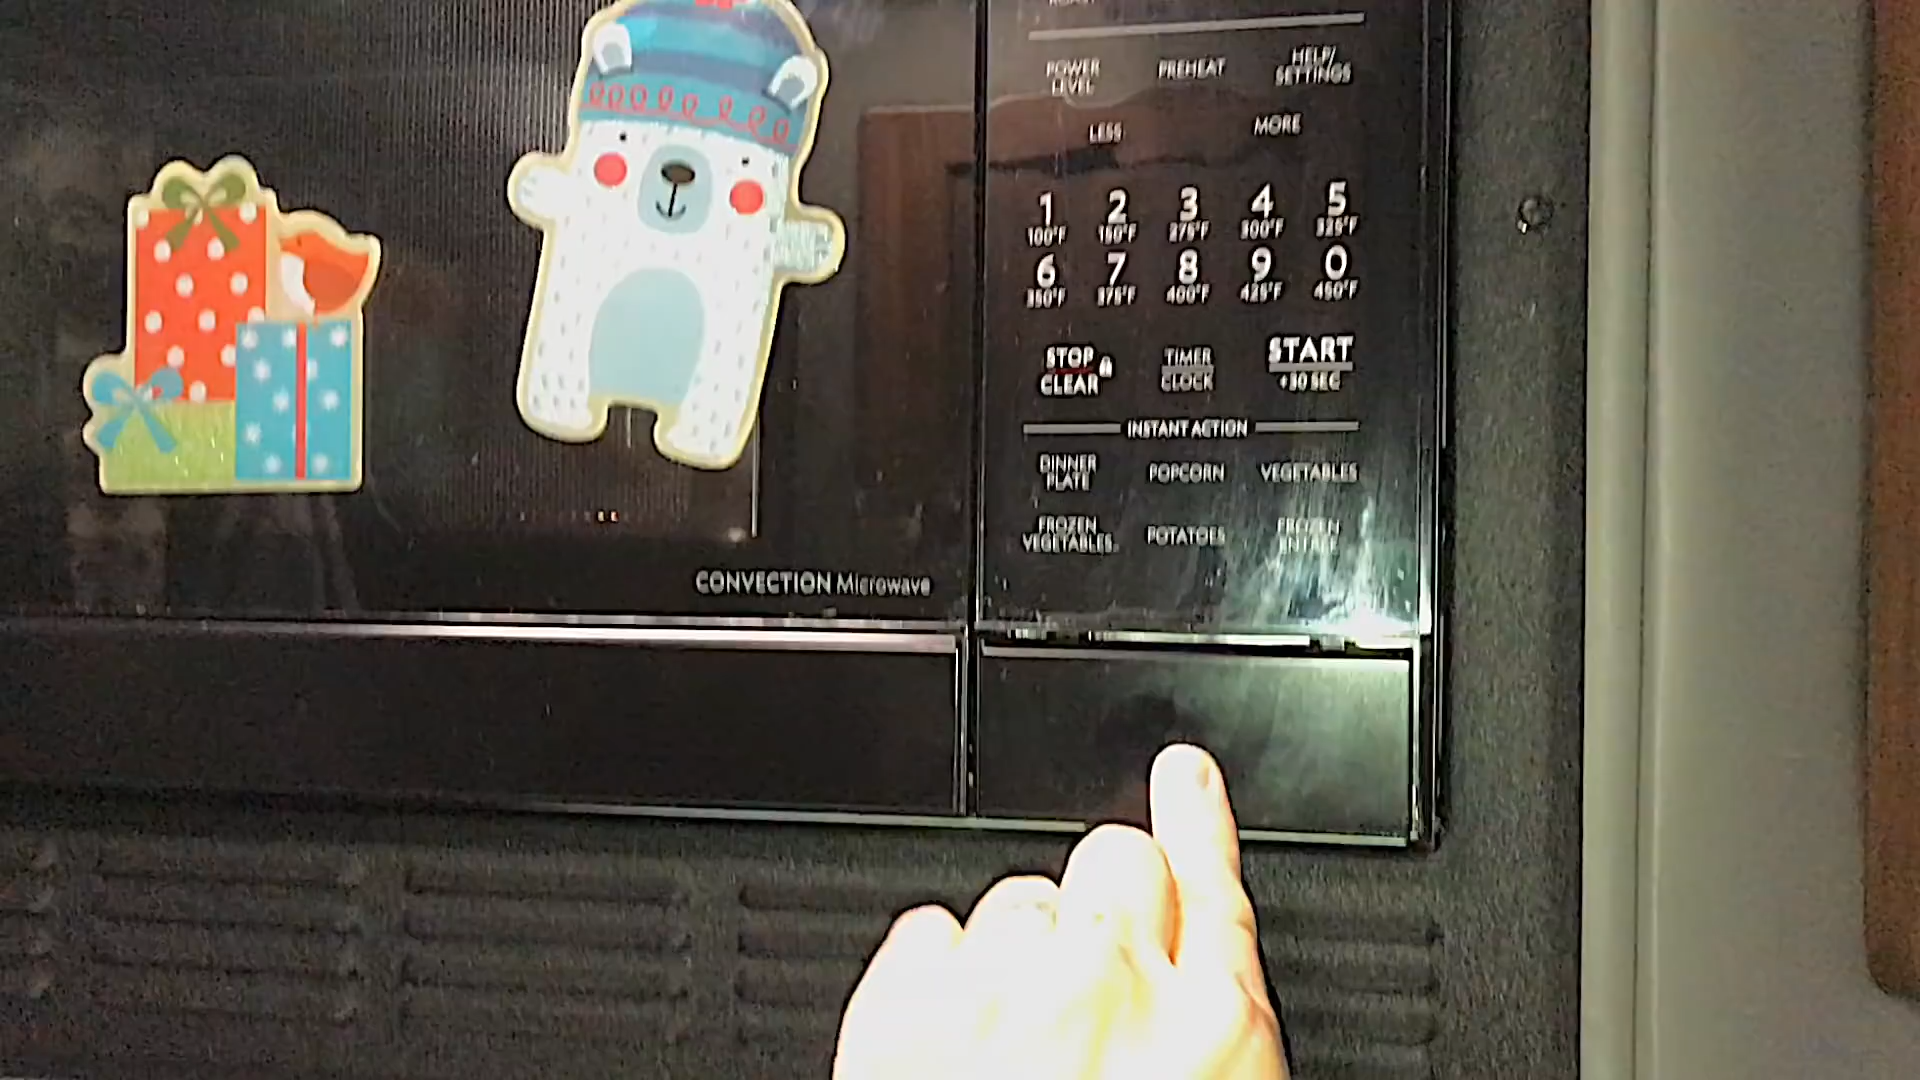 POWER LEVEL
PREHEAT
HELP/ SETTINGS
LESS
MORE
1 2 3 4 5
100°F 150°F 275°F 300°F 325°F
6 7 8 9 0
350°F 375°F 400°F 425°F 450°F
STOP CLEAR
TIMER CLOCK
START +30 SEC
INSTANT ACTION
DINNER PLATE
POPCORN
VEGETABLES
FROZEN VEGETABLES
POTATOES
FROZEN ENTREE
CONVECTION Microwave